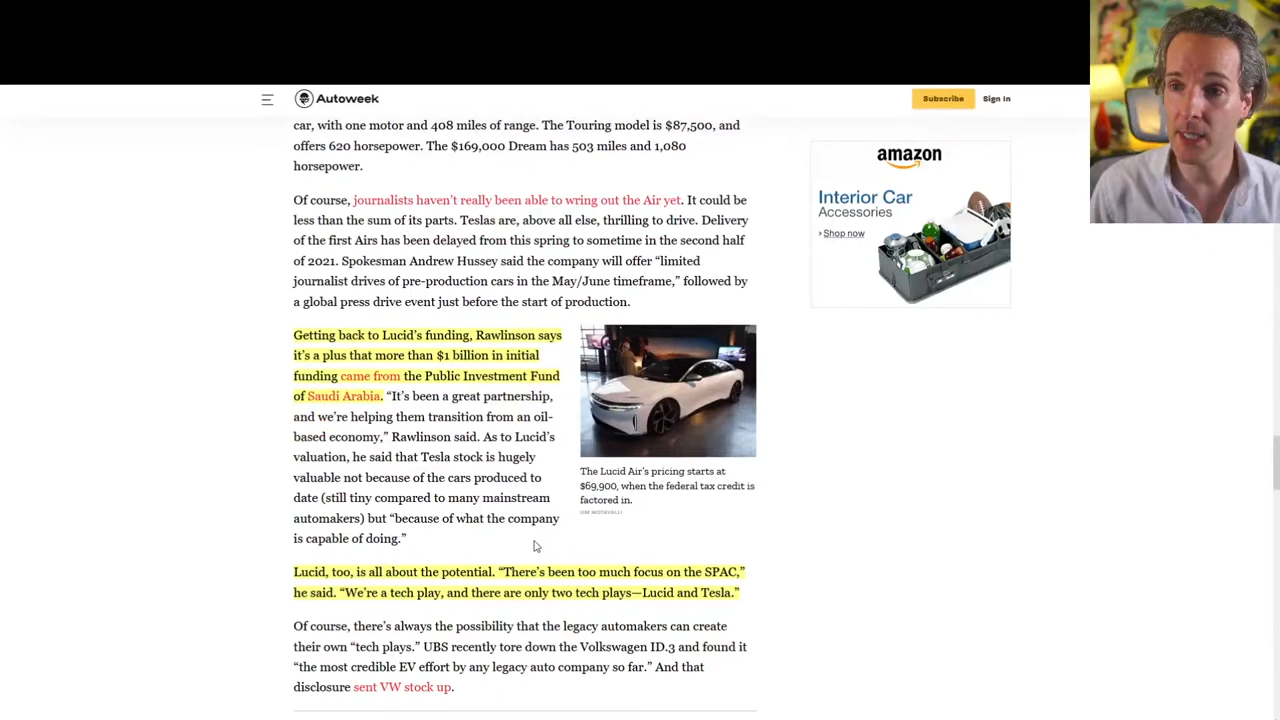 Autoweek
Subscribe
Sign In
car, with one motor and 408 miles of range. The Touring model is $87,500, and
offers 620 horsepower. The $169,000 Dream has 503 miles and 1,080
horsepower.
Of course, journalists haven't really been able to wring out the Air yet. It could be
less than the sum of its parts. Teslas are, above all else, thrilling to drive. Delivery
of the first Airs has been delayed from this spring to sometime in the second half
of 2021. Spokesman Andrew Hussey said the company will offer “limited
journalist drives of pre-production cars in the May/June timeframe,” followed by
a global press drive event just before the start of production.
Getting back to Lucid's funding, Rawlinson says
it's a plus that more than $1 billion in initial
funding came from the Public Investment Fund
of Saudi Arabia. “It's been a great partnership,
and we're helping them transition from an oil-
based economy,” Rawlinson said. As to Lucid's
valuation, he said that Tesla stock is hugely
valuable not because of the cars produced to
date (still tiny compared to many mainstream
automakers) but “because of what the company
is capable of doing.”
The Lucid Air's pricing starts at
$69,900, when the federal tax credit is
factored in.
JIM MOTAVALLI
Lucid, too, is all about the potential. “There's been too much focus on the SPAC,”
he said. “We're a tech play, and there are only two tech plays—Lucid and Tesla.”
Of course, there's always the possibility that the legacy automakers can create
their own “tech plays.” UBS recently tore down the Volkswagen ID.3 and found it
“the most credible EV effort by any legacy auto company so far.” And that
disclosure sent VW stock up.
amazon
Interior Car
Accessories
› Shop now